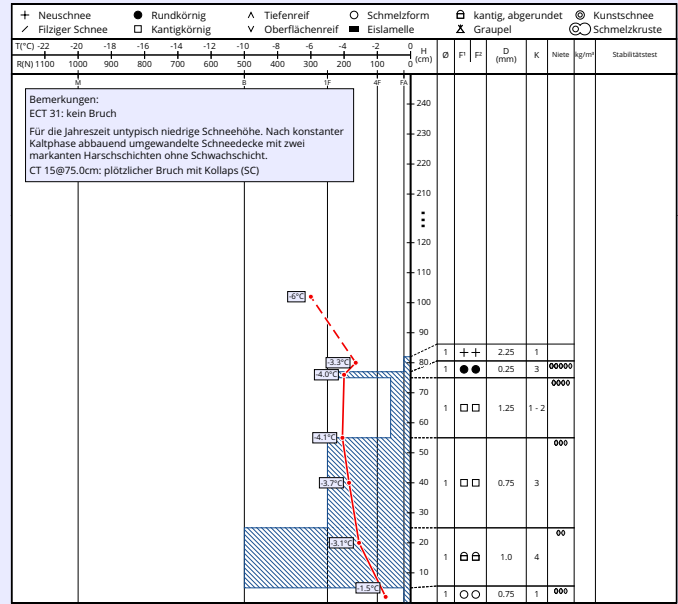 Neuschnee Rundkörnig Tiefenreif Schmelzform kantig, abgerundet Kunstschnee
Filziger Schnee Kantigkörnig Oberflächenreif Eislamelle Graupel Schmelzkruste
T(°C) -22 -20 -18 -16 -14 -12 -10 -8 -6 -4 -2 0
R(N) 1100 1000 900 800 700 600 500 400 300 200 100 0
H (cm) Ø F¹ F² D (mm) K Niete kg/m³ Stabilitätstest
M B 1F 4F FA
Bemerkungen:
ECT 31: kein Bruch
Für die Jahreszeit untypisch niedrige Schneehöhe. Nach konstanter
Kaltphase abbauend umgewandelte Schneedecke mit zwei
markanten Harschschichten ohne Schwachschicht.
CT 15@75.0cm: plötzlicher Bruch mit Kollaps (SC)
240
230
220
210
120
110
-6°C 100
90
1 2.25 1
-3.3°C 80
1 0.25 3
-4.0°C
70
1 1.25 1 - 2
60
-4.1°C
50
-3.7°C 40 1 0.75 3
30
-3.1°C 20
1 1.0 4
10
-1.5°C
1 0.75 1